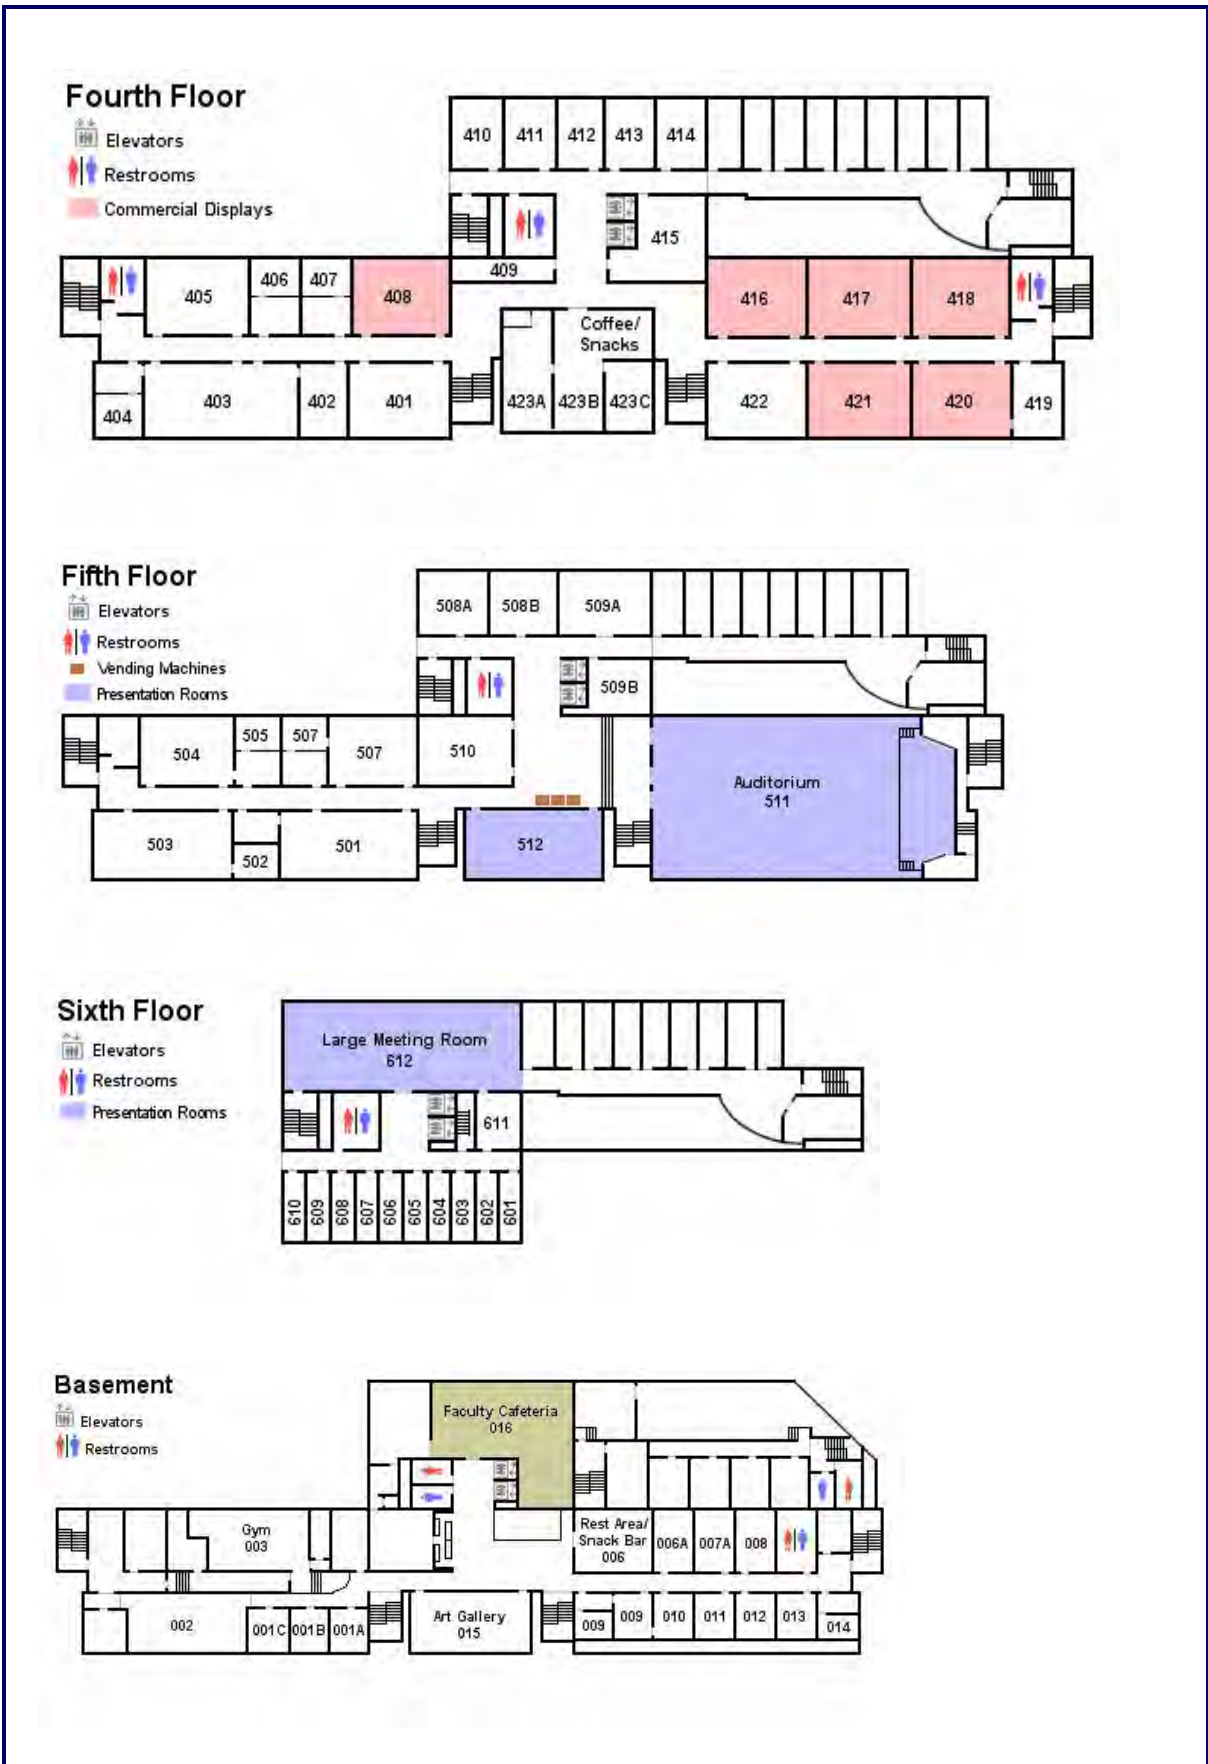 Fourth Floor
Elevators
Restrooms
Commercial Displays
410 411 412 413 414
415
409
405 406 407 408
416 417 418
Coffee/
Snacks
404 403 402 401
423A 423B 423C
422 421 420 419
Fifth Floor
Elevators
Restrooms
Vending Machines
Presentation Rooms
508A 508B 509A
509B
504 505 507 507 510
Auditorium
511
503 502 501
512
Sixth Floor
Elevators
Restrooms
Presentation Rooms
Large Meeting Room
612
611
610 609 608 607 606 605 604 603 602 601
Basement
Elevators
Restrooms
Faculty Cafeteria
016
Gym
003
Rest Area/
Snack Bar
006
006A 007A 008
002 001C 001B 001A
Art Gallery
015
009 009 010 011 012 013 014